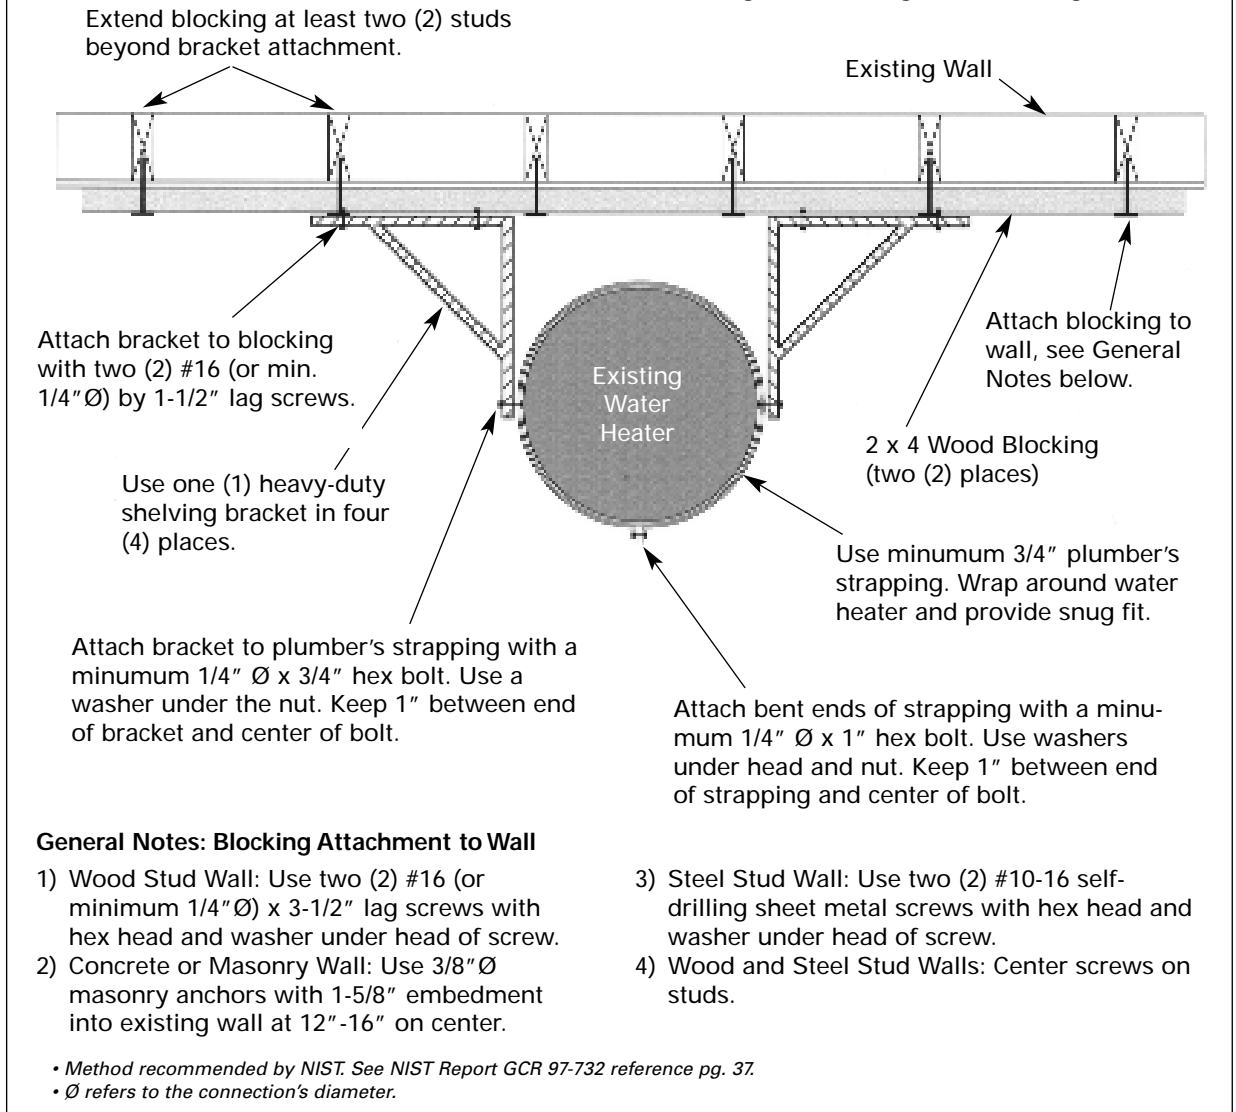 Extend blocking at least two (2) studs
beyond bracket attachment.
Existing Wall
Attach bracket to blocking
with two (2) #16 (or min.
1/4"Ø) by 1-1/2" lag screws.
Existing
Water
Heater
Attach blocking to
wall, see General
Notes below.
2 x 4 Wood Blocking
(two (2) places)
Use one (1) heavy-duty
shelving bracket in four
(4) places.
Use minumum 3/4" plumber's
strapping. Wrap around water
heater and provide snug fit.
Attach bracket to plumber's strapping with a
minumum 1/4" Ø x 3/4" hex bolt. Use a
washer under the nut. Keep 1" between end
of bracket and center of bolt.
Attach bent ends of strapping with a minu-
mum 1/4" Ø x 1" hex bolt. Use washers
under head and nut. Keep 1" between end
of strapping and center of bolt.
General Notes: Blocking Attachment to Wall
1) Wood Stud Wall: Use two (2) #16 (or
minimum 1/4"Ø) x 3-1/2" lag screws with
hex head and washer under head of screw.
2) Concrete or Masonry Wall: Use 3/8"Ø
masonry anchors with 1-5/8" embedment
into existing wall at 12"-16" on center.
3) Steel Stud Wall: Use two (2) #10-16 self-
drilling sheet metal screws with hex head and
washer under head of screw.
4) Wood and Steel Stud Walls: Center screws on
studs.
• Method recommended by NIST. See NIST Report GCR 97-732 reference pg. 37.
• Ø refers to the connection's diameter.